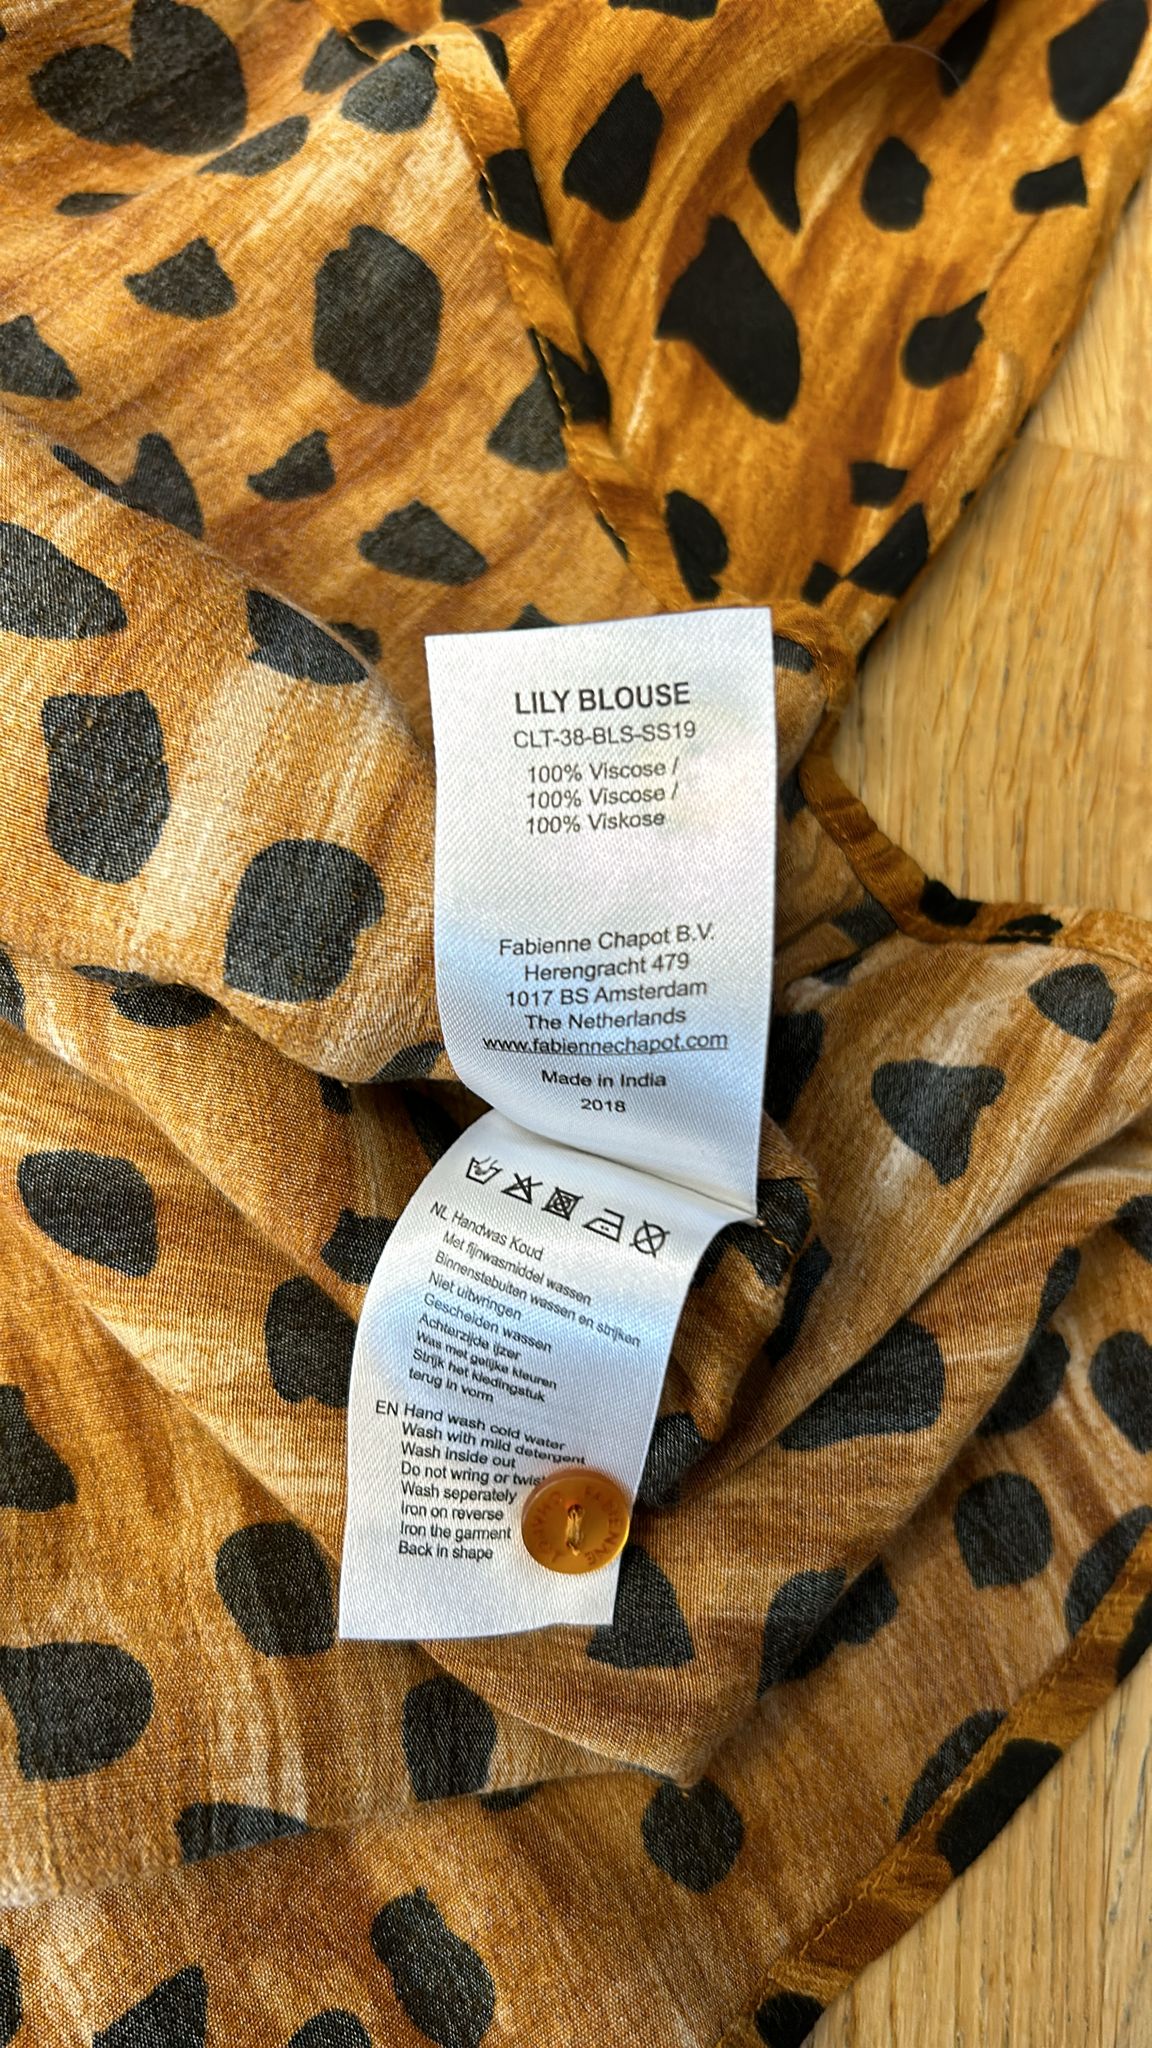 LILY BLOUSE
CLT-38-BLS-SS19
100% Viscose /
100% Viscose /
100% Viskose
Fabienne Chapot B.V.
Herengracht 479
1017 BS Amsterdam
The Netherlands
www.fabiennechapot.com
Made in India
2018
NL Handwas Koud
Met fijnwasmiddel wassen
Binnenstebuiten wassen en strijken
Niet uitwringen
Gescheiden wassen
Achterzijde ijzer
Was met gelijke kleuren
Strijk het kledingstuk
terug in vorm
EN Hand wash cold water
Wash with mild detergent
Wash inside out
Do not wring or twist
Wash seperately
Iron on reverse
Iron the garment
Back in shape
FABIENNE